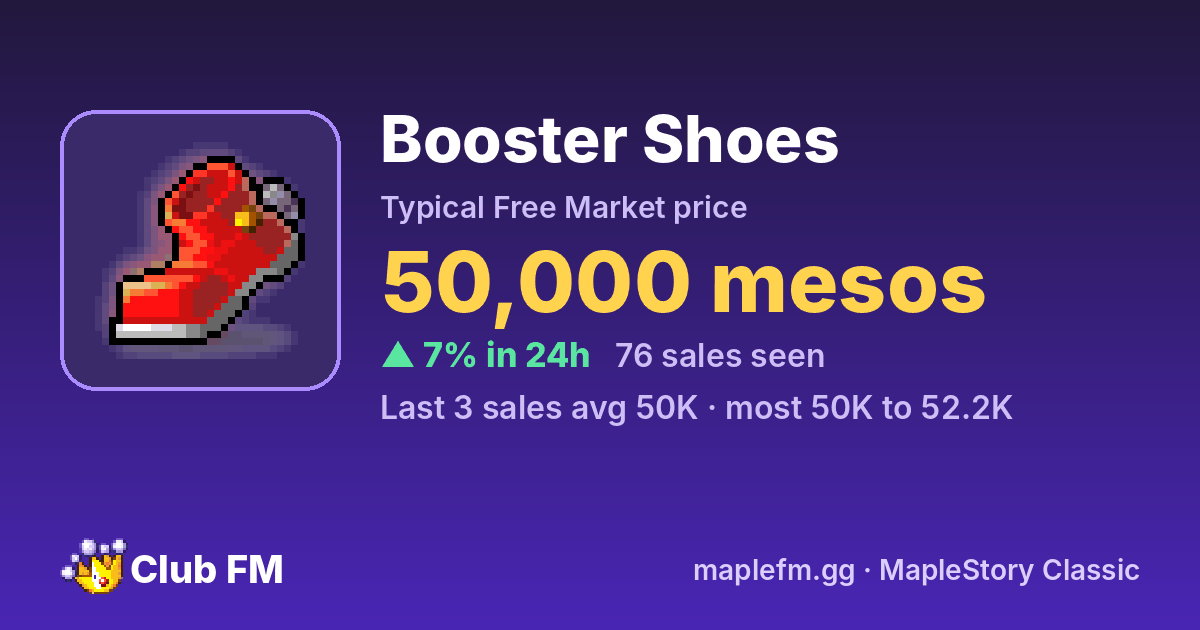 Booster Shoes
Typical Free Market price
50,000 mesos
▲ 7% in 24h 76 sales seen
Last 3 sales avg 50K · most 50K to 52.2K
Club FM
maplefm.gg · MapleStory Classic